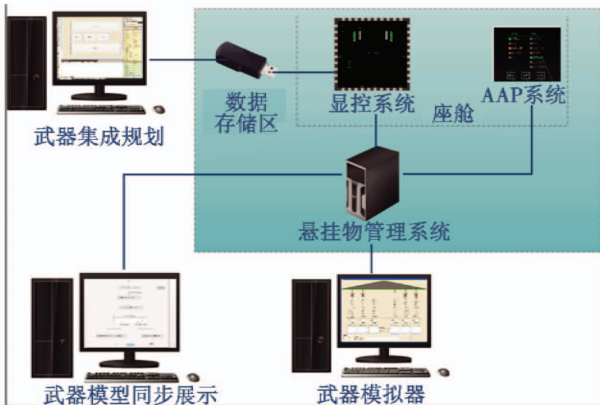 武器集成规划
数据
存储区
显控系统
AAP系统
座舱
悬挂物管理系统
武器模型同步展示
武器模拟器